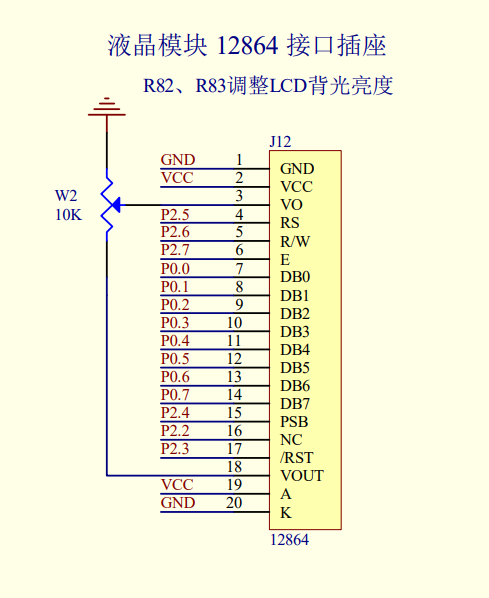 液晶模块 12864 接口插座
R82、R83调整LCD背光亮度
J12
GND 1 GND
VCC 2 VCC
W2 3 VO
10K P2.5 4 RS
P2.6 5 R/W
P2.7 6 E
P0.0 7 DB0
P0.1 8 DB1
P0.2 9 DB2
P0.3 10 DB3
P0.4 11 DB4
P0.5 12 DB5
P0.6 13 DB6
P0.7 14 DB7
P2.4 15 PSB
P2.2 16 NC
P2.3 17 /RST
18 VOUT
VCC 19 A
GND 20 K
12864